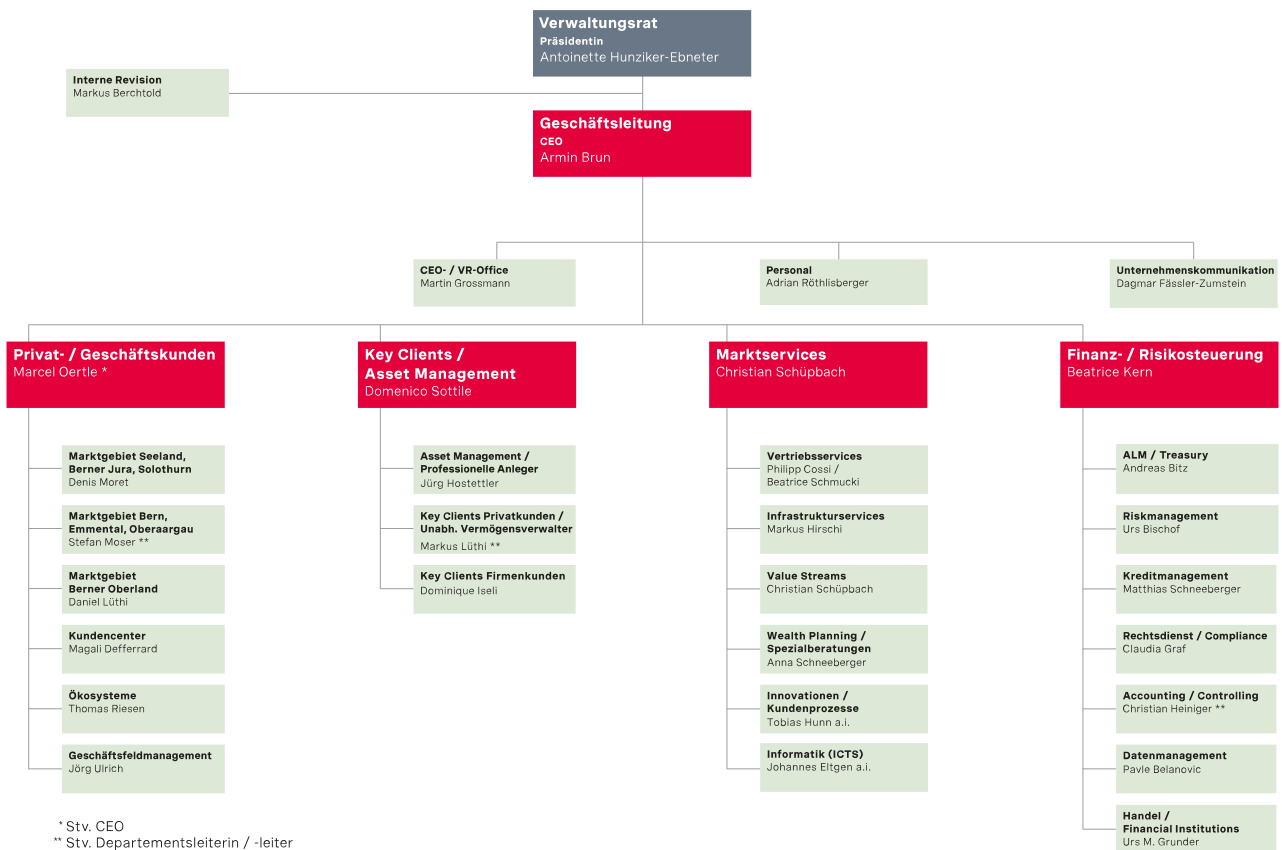 Verwaltungsrat
Präsidentin
Antoinette Hunziker-Ebneter
Interne Revision
Markus Berchtold
Geschäftsleitung
CEO
Armin Brun
CEO- / VR-Office
Martin Grossmann
Personal
Adrian Röthlisberger
Unternehmenskommunikation
Dagmar Fässler-Zumstein
Privat- / Geschäftskunden
Marcel Oertle *
Marktgebiet Seeland,
Berner Jura, Solothurn
Denis Moret
Marktgebiet Bern,
Emmental, Oberaargau
Stefan Moser **
Marktgebiet
Berner Oberland
Daniel Lüthi
Kundencenter
Magali Defferrard
Ökosysteme
Thomas Riesen
Geschäftsfeldmanagement
Jörg Ulrich
Key Clients /
Asset Management
Domenico Sottile
Asset Management /
Professionelle Anleger
Jürg Hostettler
Key Clients Privatkunden /
Unabh. Vermögensverwalter
Markus Lüthi **
Key Clients Firmenkunden
Dominique Iseli
Marktservices
Christian Schüpbach
Vertriebsservices
Philipp Cossi /
Beatrice Schmucki
Infrastrukturservices
Markus Hirschi
Value Streams
Christian Schüpbach
Wealth Planning /
Spezialberatungen
Anna Schneeberger
Innovationen /
Kundenprozesse
Tobias Hunn a.i.
Informatik (ICTS)
Johannes Eltgen a.i.
Finanz- / Risikosteuerung
Beatrice Kern
ALM / Treasury
Andreas Bitz
Riskmanagement
Urs Bischof
Kreditmanagement
Matthias Schneeberger
Rechtsdienst / Compliance
Claudia Graf
Accounting / Controlling
Christian Heiniger **
Datenmanagement
Pavle Belanovic
Handel /
Financial Institutions
Urs M. Grunder
* Stv. CEO
** Stv. Departementsleiterin / -leiter